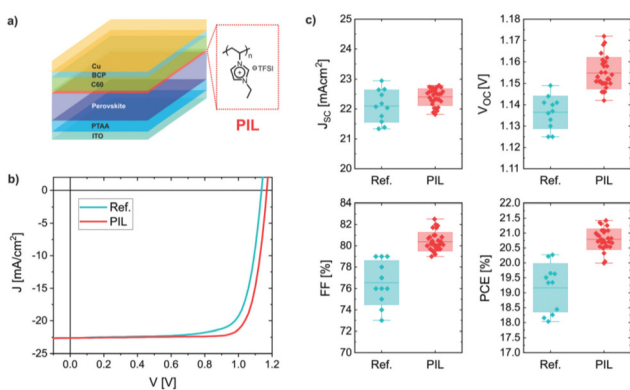 a)
Cu
BCP
C60
Perovskite
PTAA
ITO
n
N
+
N
⊖TFSI
PIL
b)
5
0
-5
-10
-15
-20
-25
J [mA/cm²]
Ref.
PIL
0.0 0.2 0.4 0.6 0.8 1.0 1.2
V [V]
c)
25
24
23
22
21
20
J_SC [mAcm⁻²]
Ref. PIL
1.18
1.17
1.16
1.15
1.14
1.13
1.12
1.11
V_OC [V]
Ref. PIL
84
82
80
78
76
74
72
70
FF [%]
Ref. PIL
22.0
21.5
21.0
20.5
20.0
19.5
19.0
18.5
18.0
17.5
17.0
PCE [%]
Ref. PIL